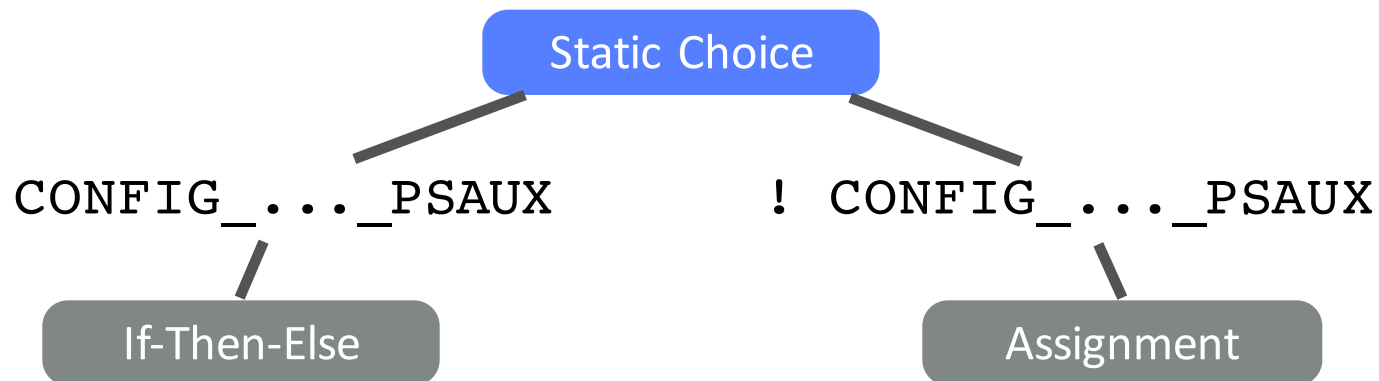 Static Choice
CONFIG_..._PSAUX
! CONFIG_..._PSAUX
If-Then-Else
Assignment